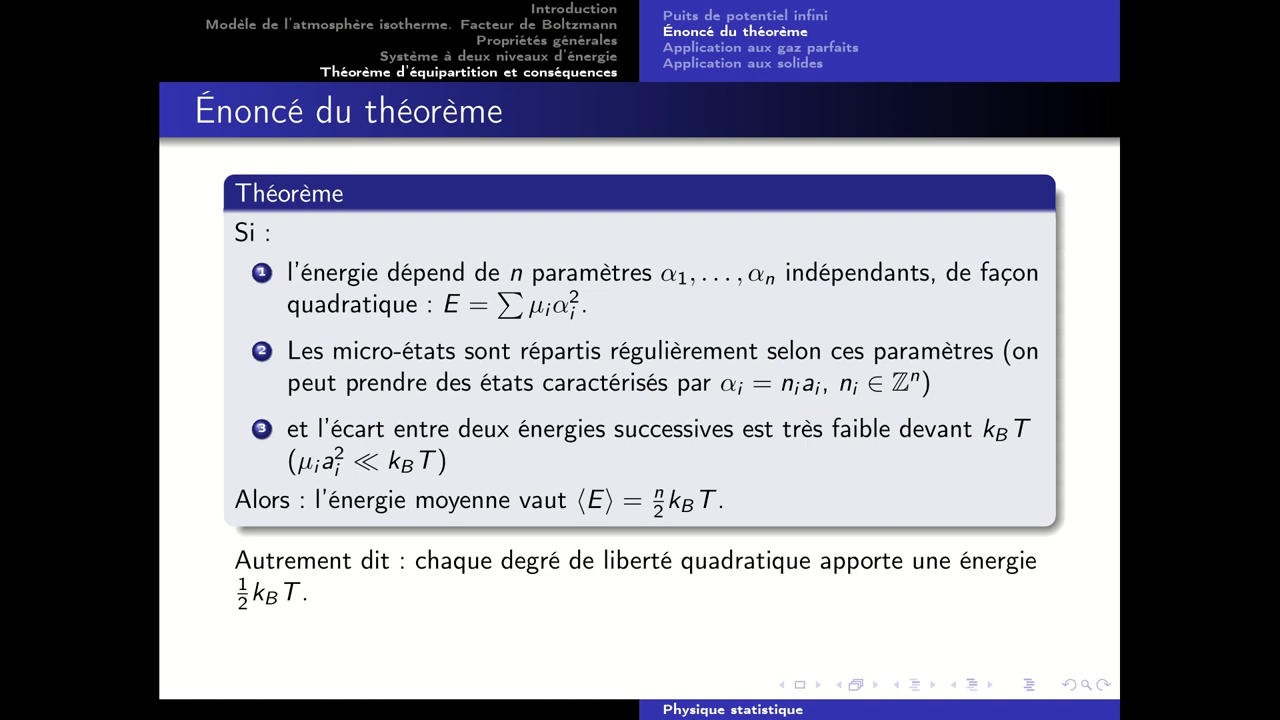 Introduction
Modèle de l'atmosphère isotherme. Facteur de Boltzmann
Propriétés générales
Système à deux niveaux d'énergie
Théorème d'équipartition et conséquences
Puits de potentiel infini
Énoncé du théorème
Application aux gaz parfaits
Application aux solides
Énoncé du théorème
Théorème
Si :
1 l'énergie dépend de n paramètres α₁, . . . , αₙ indépendants, de façon
quadratique : E = ∑ μᵢαᵢ².
2 Les micro-états sont répartis régulièrement selon ces paramètres (on
peut prendre des états caractérisés par αᵢ = nᵢaᵢ, nᵢ ∈ ℤⁿ)
3 et l'écart entre deux énergies successives est très faible devant k_B T
(μᵢaᵢ² ≪ k_B T)
Alors : l'énergie moyenne vaut ⟨E⟩ = n/2 k_B T.
Autrement dit : chaque degré de liberté quadratique apporte une énergie
1/2 k_B T.
Physique statistique